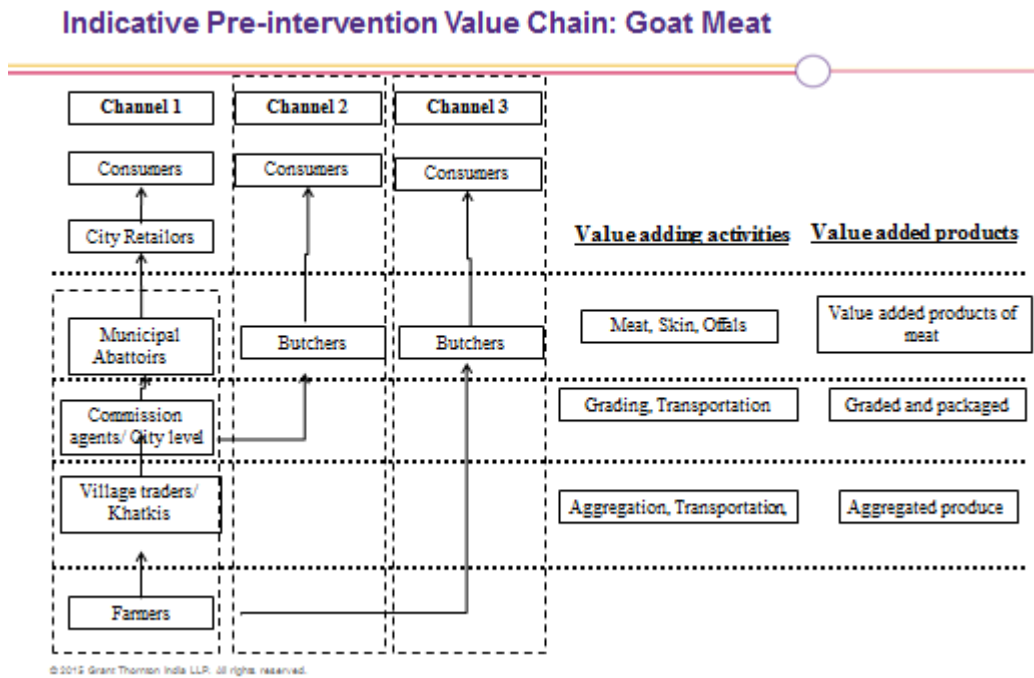 Indicative Pre-intervention Value Chain: Goat Meat
Channel 1
Channel 2
Channel 3
Consumers
Consumers
Consumers
City Retailors
Value adding activities
Value added products
Municipal
Abattoirs
Butchers
Butchers
Meat, Skin, Offals
Value added products of
meat
Commission
agents/ City level
Grading, Transportation
Graded and packaged
Village traders/
Khatkis
Aggregation, Transportation,
Aggregated produce
Farmers
© 2015 Grant Thornton India LLP. All rights reserved.